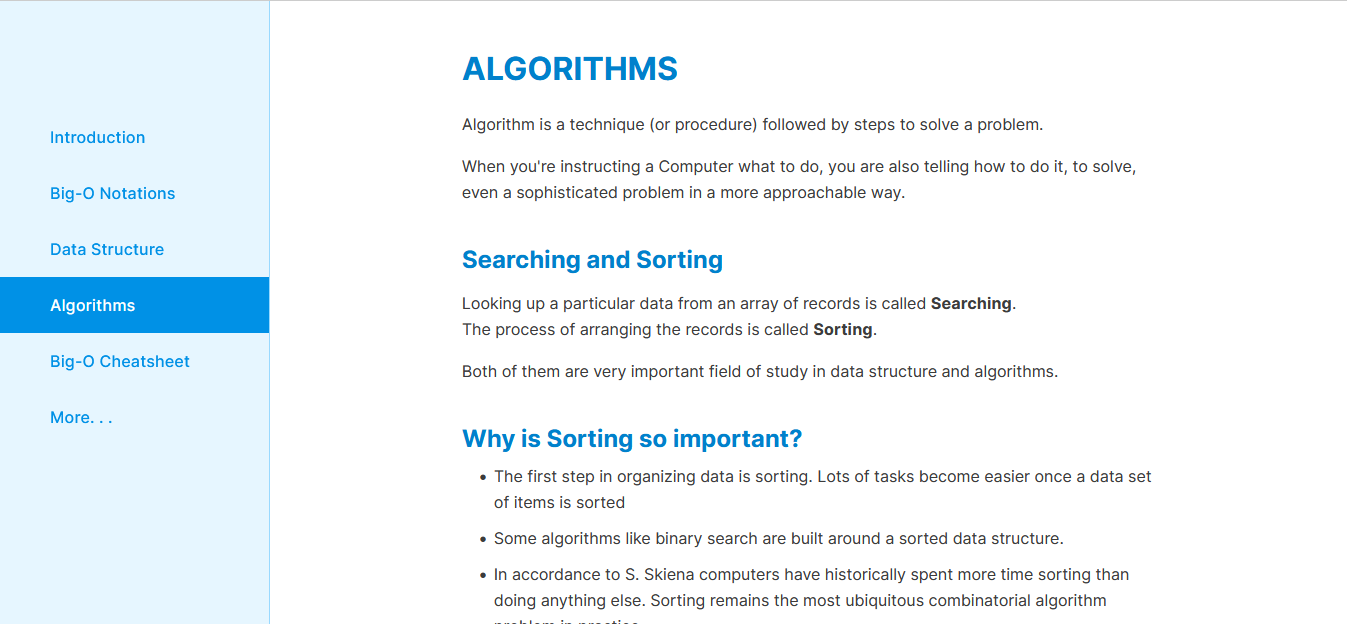 Introduction
Big-O Notations
Data Structure
Algorithms
Big-O Cheatsheet
More. . .
ALGORITHMS
Algorithm is a technique (or procedure) followed by steps to solve a problem.
When you're instructing a Computer what to do, you are also telling how to do it, to solve,
even a sophisticated problem in a more approachable way.
Searching and Sorting
Looking up a particular data from an array of records is called Searching.
The process of arranging the records is called Sorting.
Both of them are very important field of study in data structure and algorithms.
Why is Sorting so important?
• The first step in organizing data is sorting. Lots of tasks become easier once a data set
of items is sorted
• Some algorithms like binary search are built around a sorted data structure.
• In accordance to S. Skiena computers have historically spent more time sorting than
doing anything else. Sorting remains the most ubiquitous combinatorial algorithm
problem in practice.